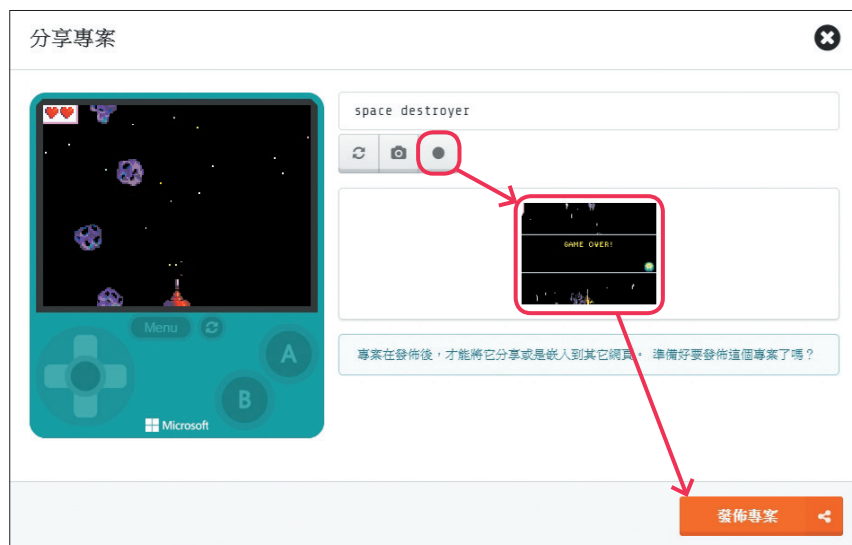 分享專案
space destroyer
GAME OVER!
Menu
A
B
Microsoft
專案在發佈後，才能將它分享或是嵌入到其它網頁。 準備好要發佈這個專案了嗎？
發佈專案